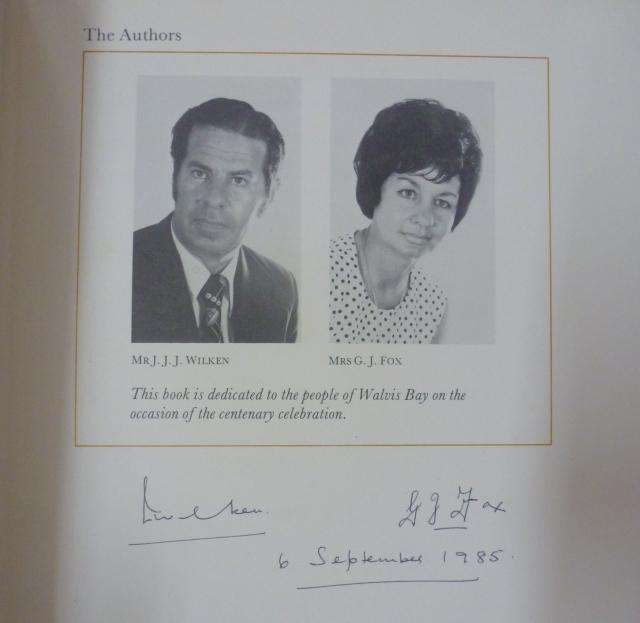 The Authors
MR J. J. J. WILKEN
MRS G. J. FOX
This book is dedicated to the people of Walvis Bay on the
occasion of the centenary celebration.
G J Fox
6 September 1985.